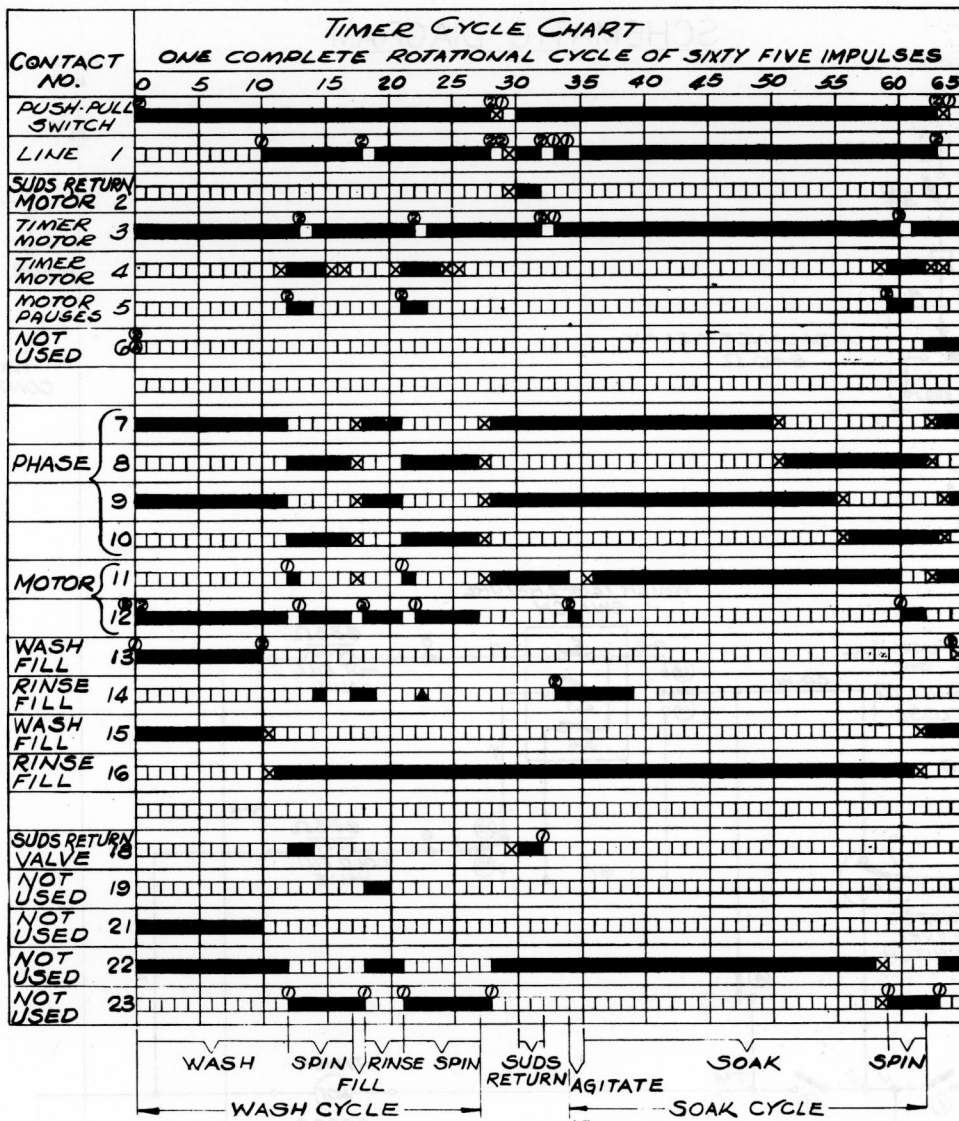 TIMER CYCLE CHART
ONE COMPLETE ROTATIONAL CYCLE OF SIXTY FIVE IMPULSES
CONTACT
NO.
0 5 10 15 20 25 30 35 40 45 50 55 60 65
PUSH-PULL
SWITCH
LINE 1
SUDS RETURN
MOTOR 2
TIMER
MOTOR 3
TIMER
MOTOR 4
MOTOR
PAUSES 5
NOT
USED 6
7
PHASE 8
9
10
MOTOR 11
12
WASH
FILL 13
RINSE
FILL 14
WASH
FILL 15
RINSE
FILL 16
SUDS RETURN
VALVE 18
NOT
USED 19
NOT
USED 21
NOT
USED 22
NOT
USED 23
WASH SPIN RINSE SPIN SUDS SOAK SPIN
FILL RETURN AGITATE
WASH CYCLE SOAK CYCLE